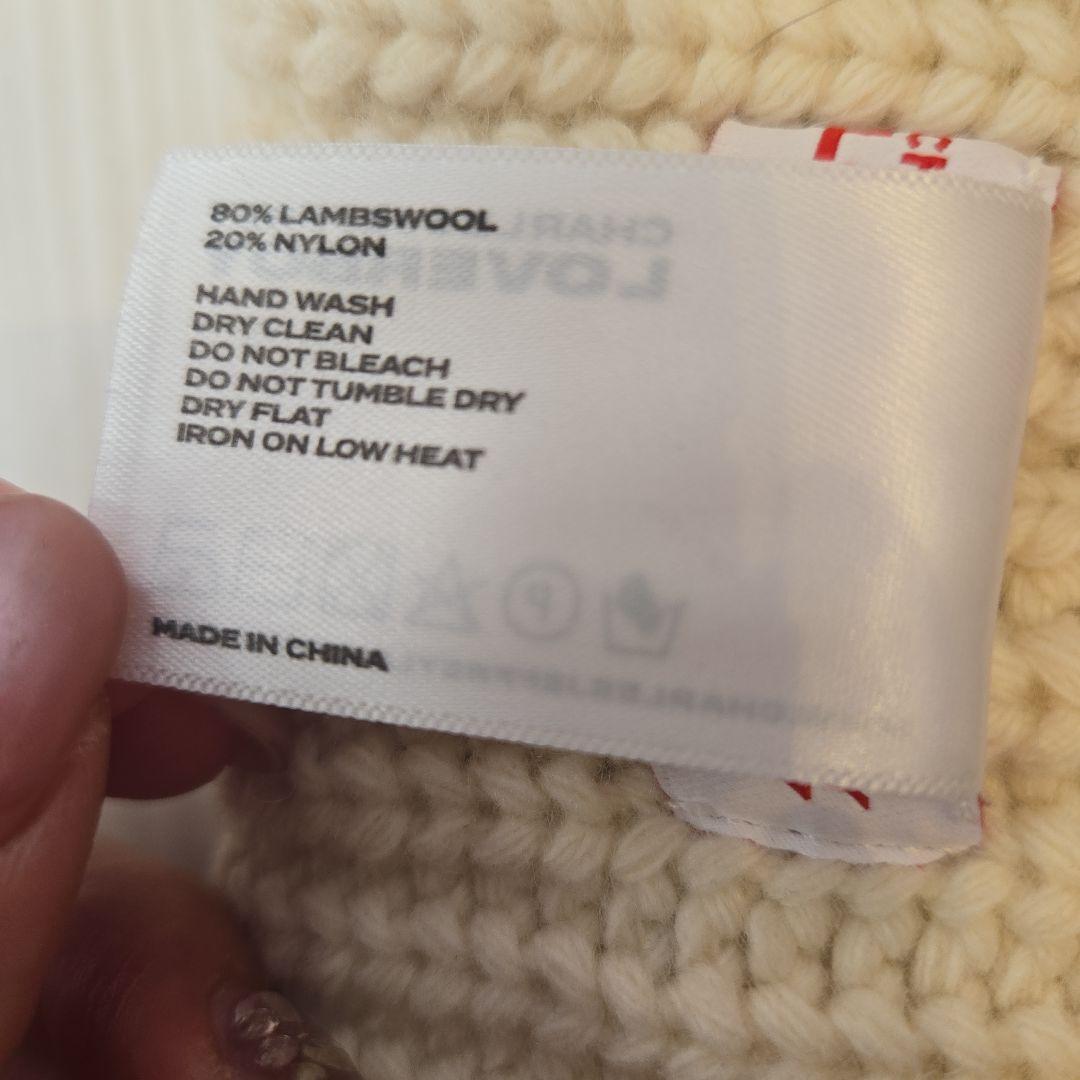 80% LAMBSWOOL
20% NYLON
HAND WASH
DRY CLEAN
DO NOT BLEACH
DO NOT TUMBLE DRY
DRY FLAT
IRON ON LOW HEAT
MADE IN CHINA